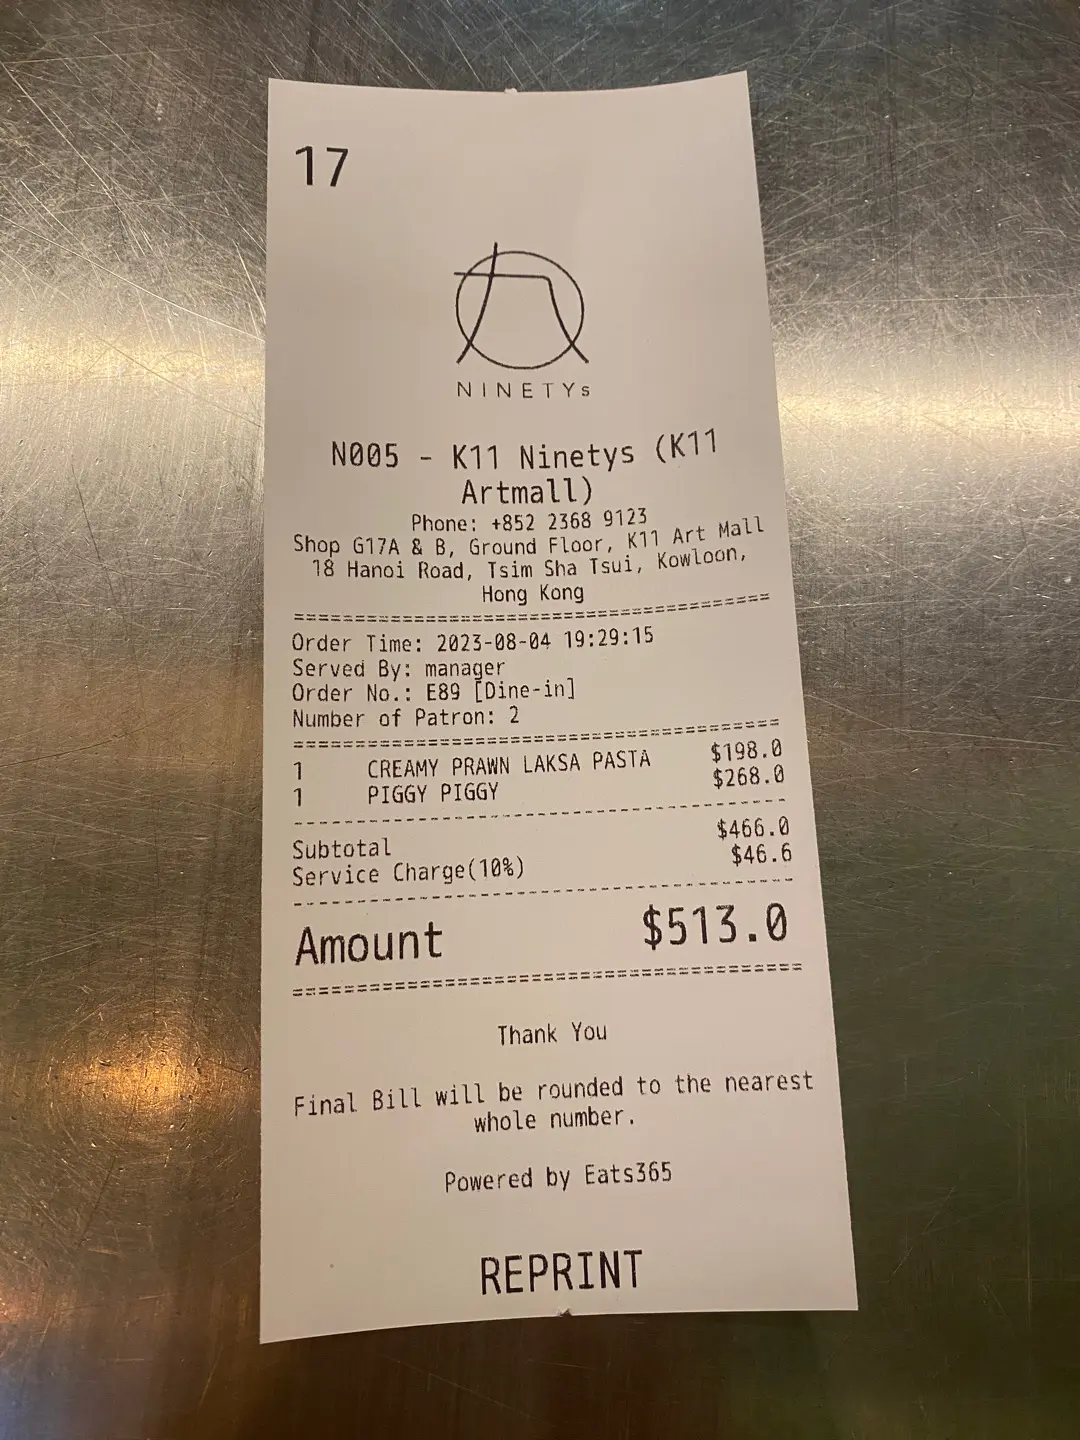 17
NINETYs
N005 - K11 Ninetys (K11
Artmall)
Phone: +852 2368 9123
Shop G17A & B, Ground Floor, K11 Art Mall
18 Hanoi Road, Tsim Sha Tsui, Kowloon,
Hong Kong
Order Time: 2023-08-04 19:29:15
Served By: manager
Order No.: E89 [Dine-in]
Number of Patron: 2
1 CREAMY PRAWN LAKSA PASTA $198.0
1 PIGGY PIGGY $268.0
Subtotal $466.0
Service Charge(10%) $46.6
Amount $513.0
Thank You
Final Bill will be rounded to the nearest
whole number.
Powered by Eats365
REPRINT